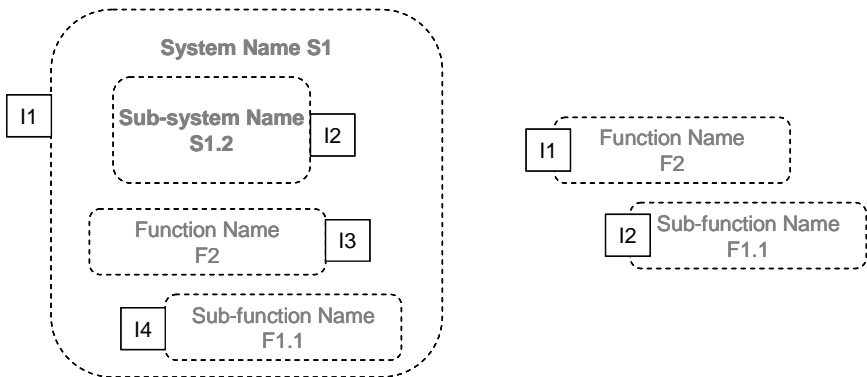 System Name S1
I1
Sub-system Name
S1.2
I2
Function Name
F2
I3
I4
Sub-function Name
F1.1
I1
Function Name
F2
I2
Sub-function Name
F1.1